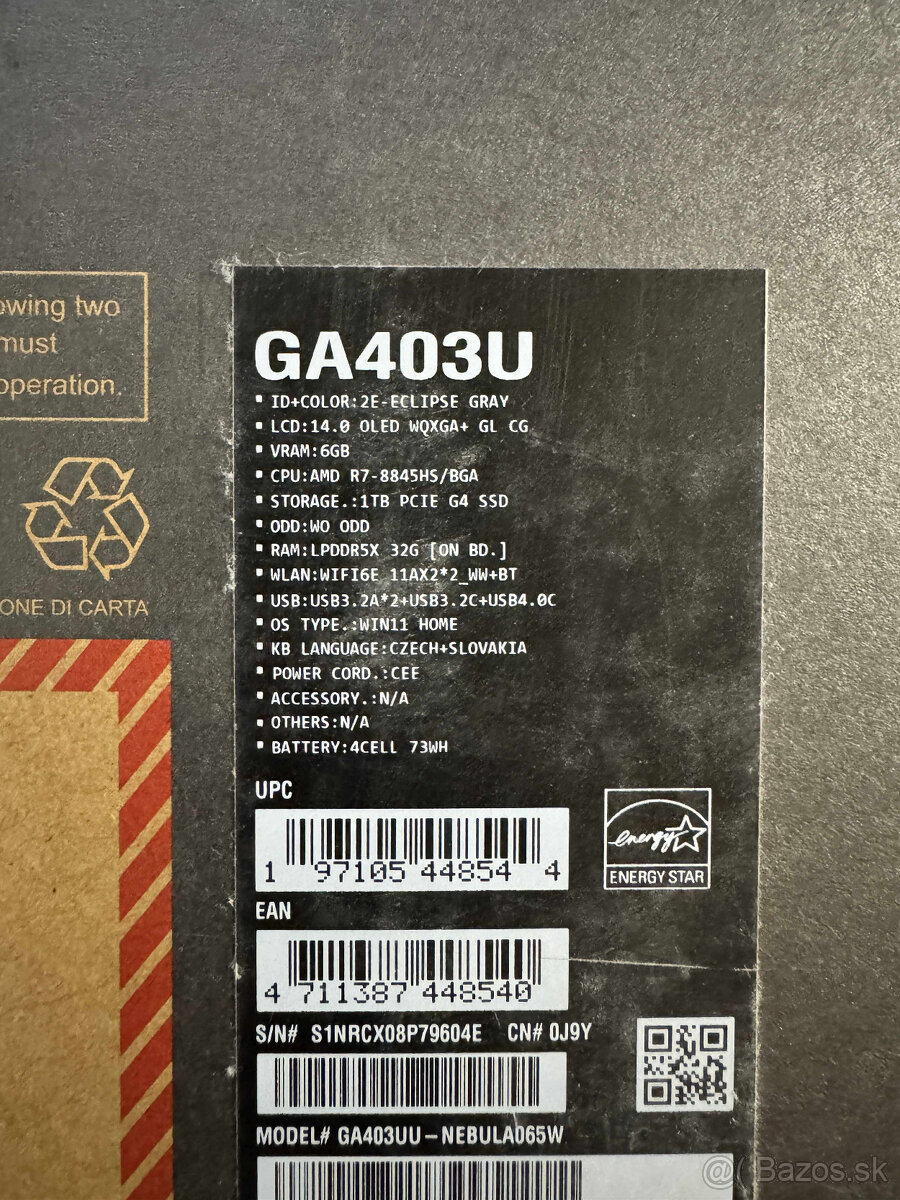 owing two
must
operation.
ONE DI CARTA
GA403U
▪ ID+COLOR:2E-ECLIPSE GRAY
▪ LCD:14.0 OLED WQXGA+ GL CG
▪ VRAM:6GB
▪ CPU:AMD R7-8845HS/BGA
▪ STORAGE.:1TB PCIE G4 SSD
▪ ODD:WO ODD
▪ RAM:LPDDR5X 32G [ON BD.]
▪ WLAN:WIFI6E 11AX2*2_WW+BT
▪ USB:USB3.2A*2+USB3.2C+USB4.0C
▪ OS TYPE.:WIN11 HOME
▪ KB LANGUAGE:CZECH+SLOVAKIA
▪ POWER CORD.:CEE
▪ ACCESSORY.:N/A
▪ OTHERS:N/A
▪ BATTERY:4CELL 73WH
UPC
1 97105 44854 4
energy
ENERGY STAR
EAN
4 711387 448540
S/N# S1NRCX08P79604E CN# 0J9Y
MODEL# GA403UU-NEBULA065W
@( Bazos.sk